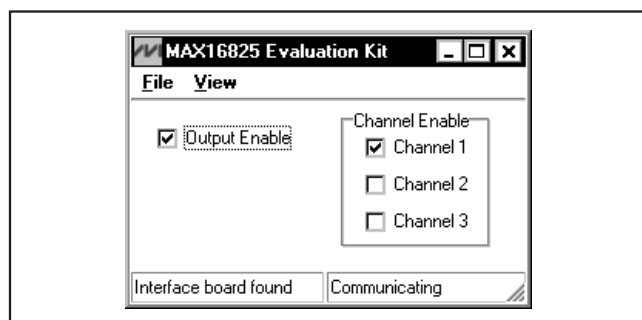 MAX16825 Evaluation Kit
File View
Output Enable
Channel Enable
Channel 1
Channel 2
Channel 3
Interface board found
Communicating